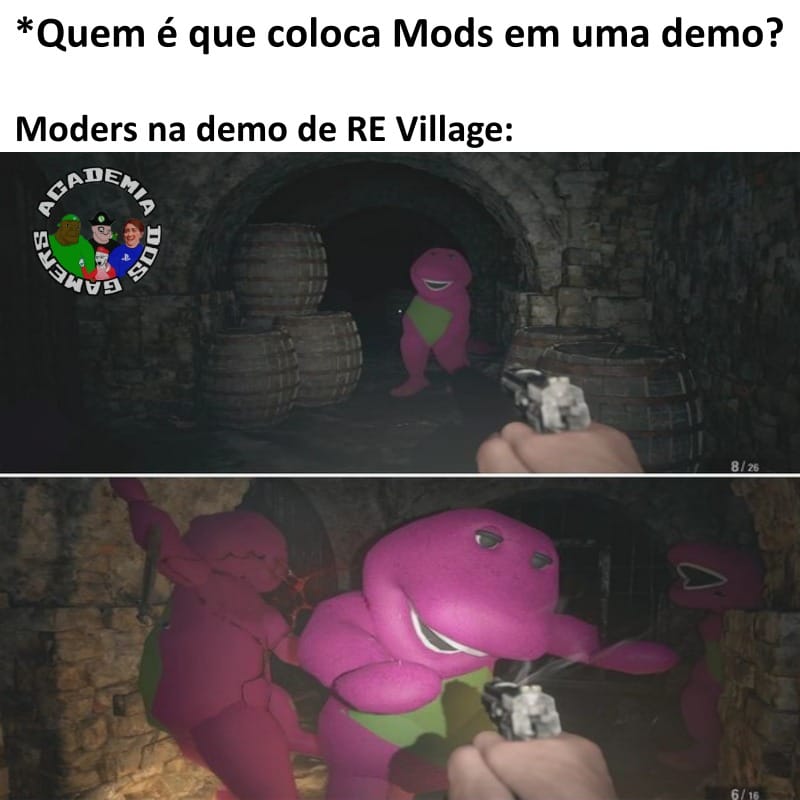 *Quem é que coloca Mods em uma demo?
Moders na demo de RE Village:
ACADEMIA DOS GAMERS
8/26
6/16